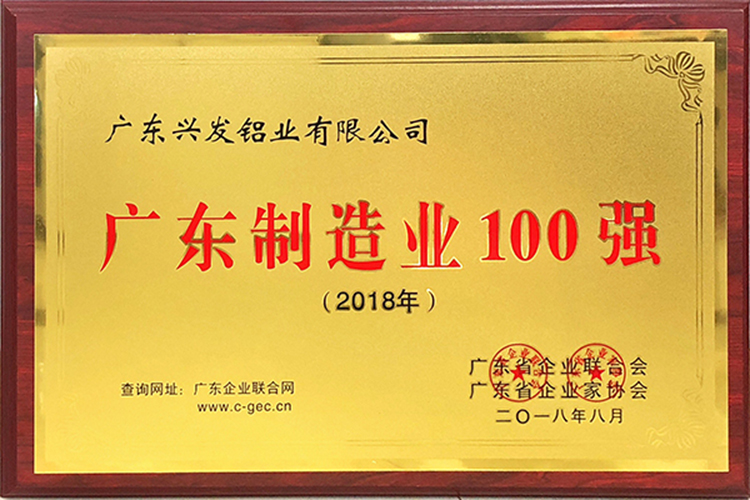 广东兴发铝业有限公司
广东制造业100强
（2018年）
查询网址：广东企业联合网
www.c-gec.cn
广东省企业联合会
广东省企业家协会
二〇一八年八月